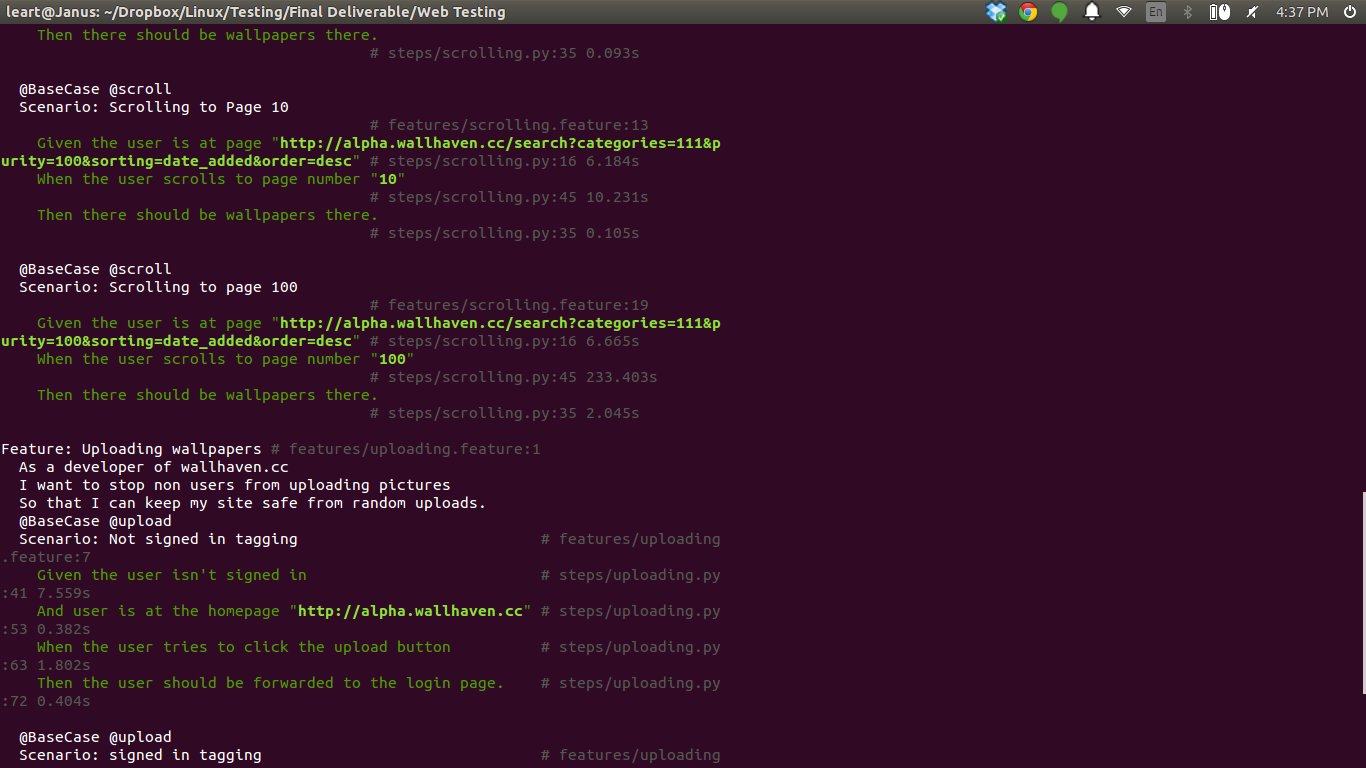 leart@Janus: ~/Dropbox/Linux/Testing/Final Deliverable/Web Testing
En
4:37 PM
Then there should be wallpapers there.
# steps/scrolling.py:35 0.093s
@BaseCase @scroll
Scenario: Scrolling to Page 10
# features/scrolling.feature:13
Given the user is at page "http://alpha.wallhaven.cc/search?categories=111&p
urity=100&sorting=date_added&order=desc" # steps/scrolling.py:16 6.184s
When the user scrolls to page number "10"
# steps/scrolling.py:45 10.231s
Then there should be wallpapers there.
# steps/scrolling.py:35 0.105s
@BaseCase @scroll
Scenario: Scrolling to page 100
# features/scrolling.feature:19
Given the user is at page "http://alpha.wallhaven.cc/search?categories=111&p
urity=100&sorting=date_added&order=desc" # steps/scrolling.py:16 6.665s
When the user scrolls to page number "100"
# steps/scrolling.py:45 233.403s
Then there should be wallpapers there.
# steps/scrolling.py:35 2.045s
Feature: Uploading wallpapers # features/uploading.feature:1
As a developer of wallhaven.cc
I want to stop non users from uploading pictures
So that I can keep my site safe from random uploads.
@BaseCase @upload
Scenario: Not signed in tagging # features/uploading
.feature:7
Given the user isn't signed in # steps/uploading.py
:41 7.559s
And user is at the homepage "http://alpha.wallhaven.cc" # steps/uploading.py
:53 0.382s
When the user tries to click the upload button # steps/uploading.py
:63 1.802s
Then the user should be forwarded to the login page. # steps/uploading.py
:72 0.404s
@BaseCase @upload
Scenario: signed in tagging # features/uploading